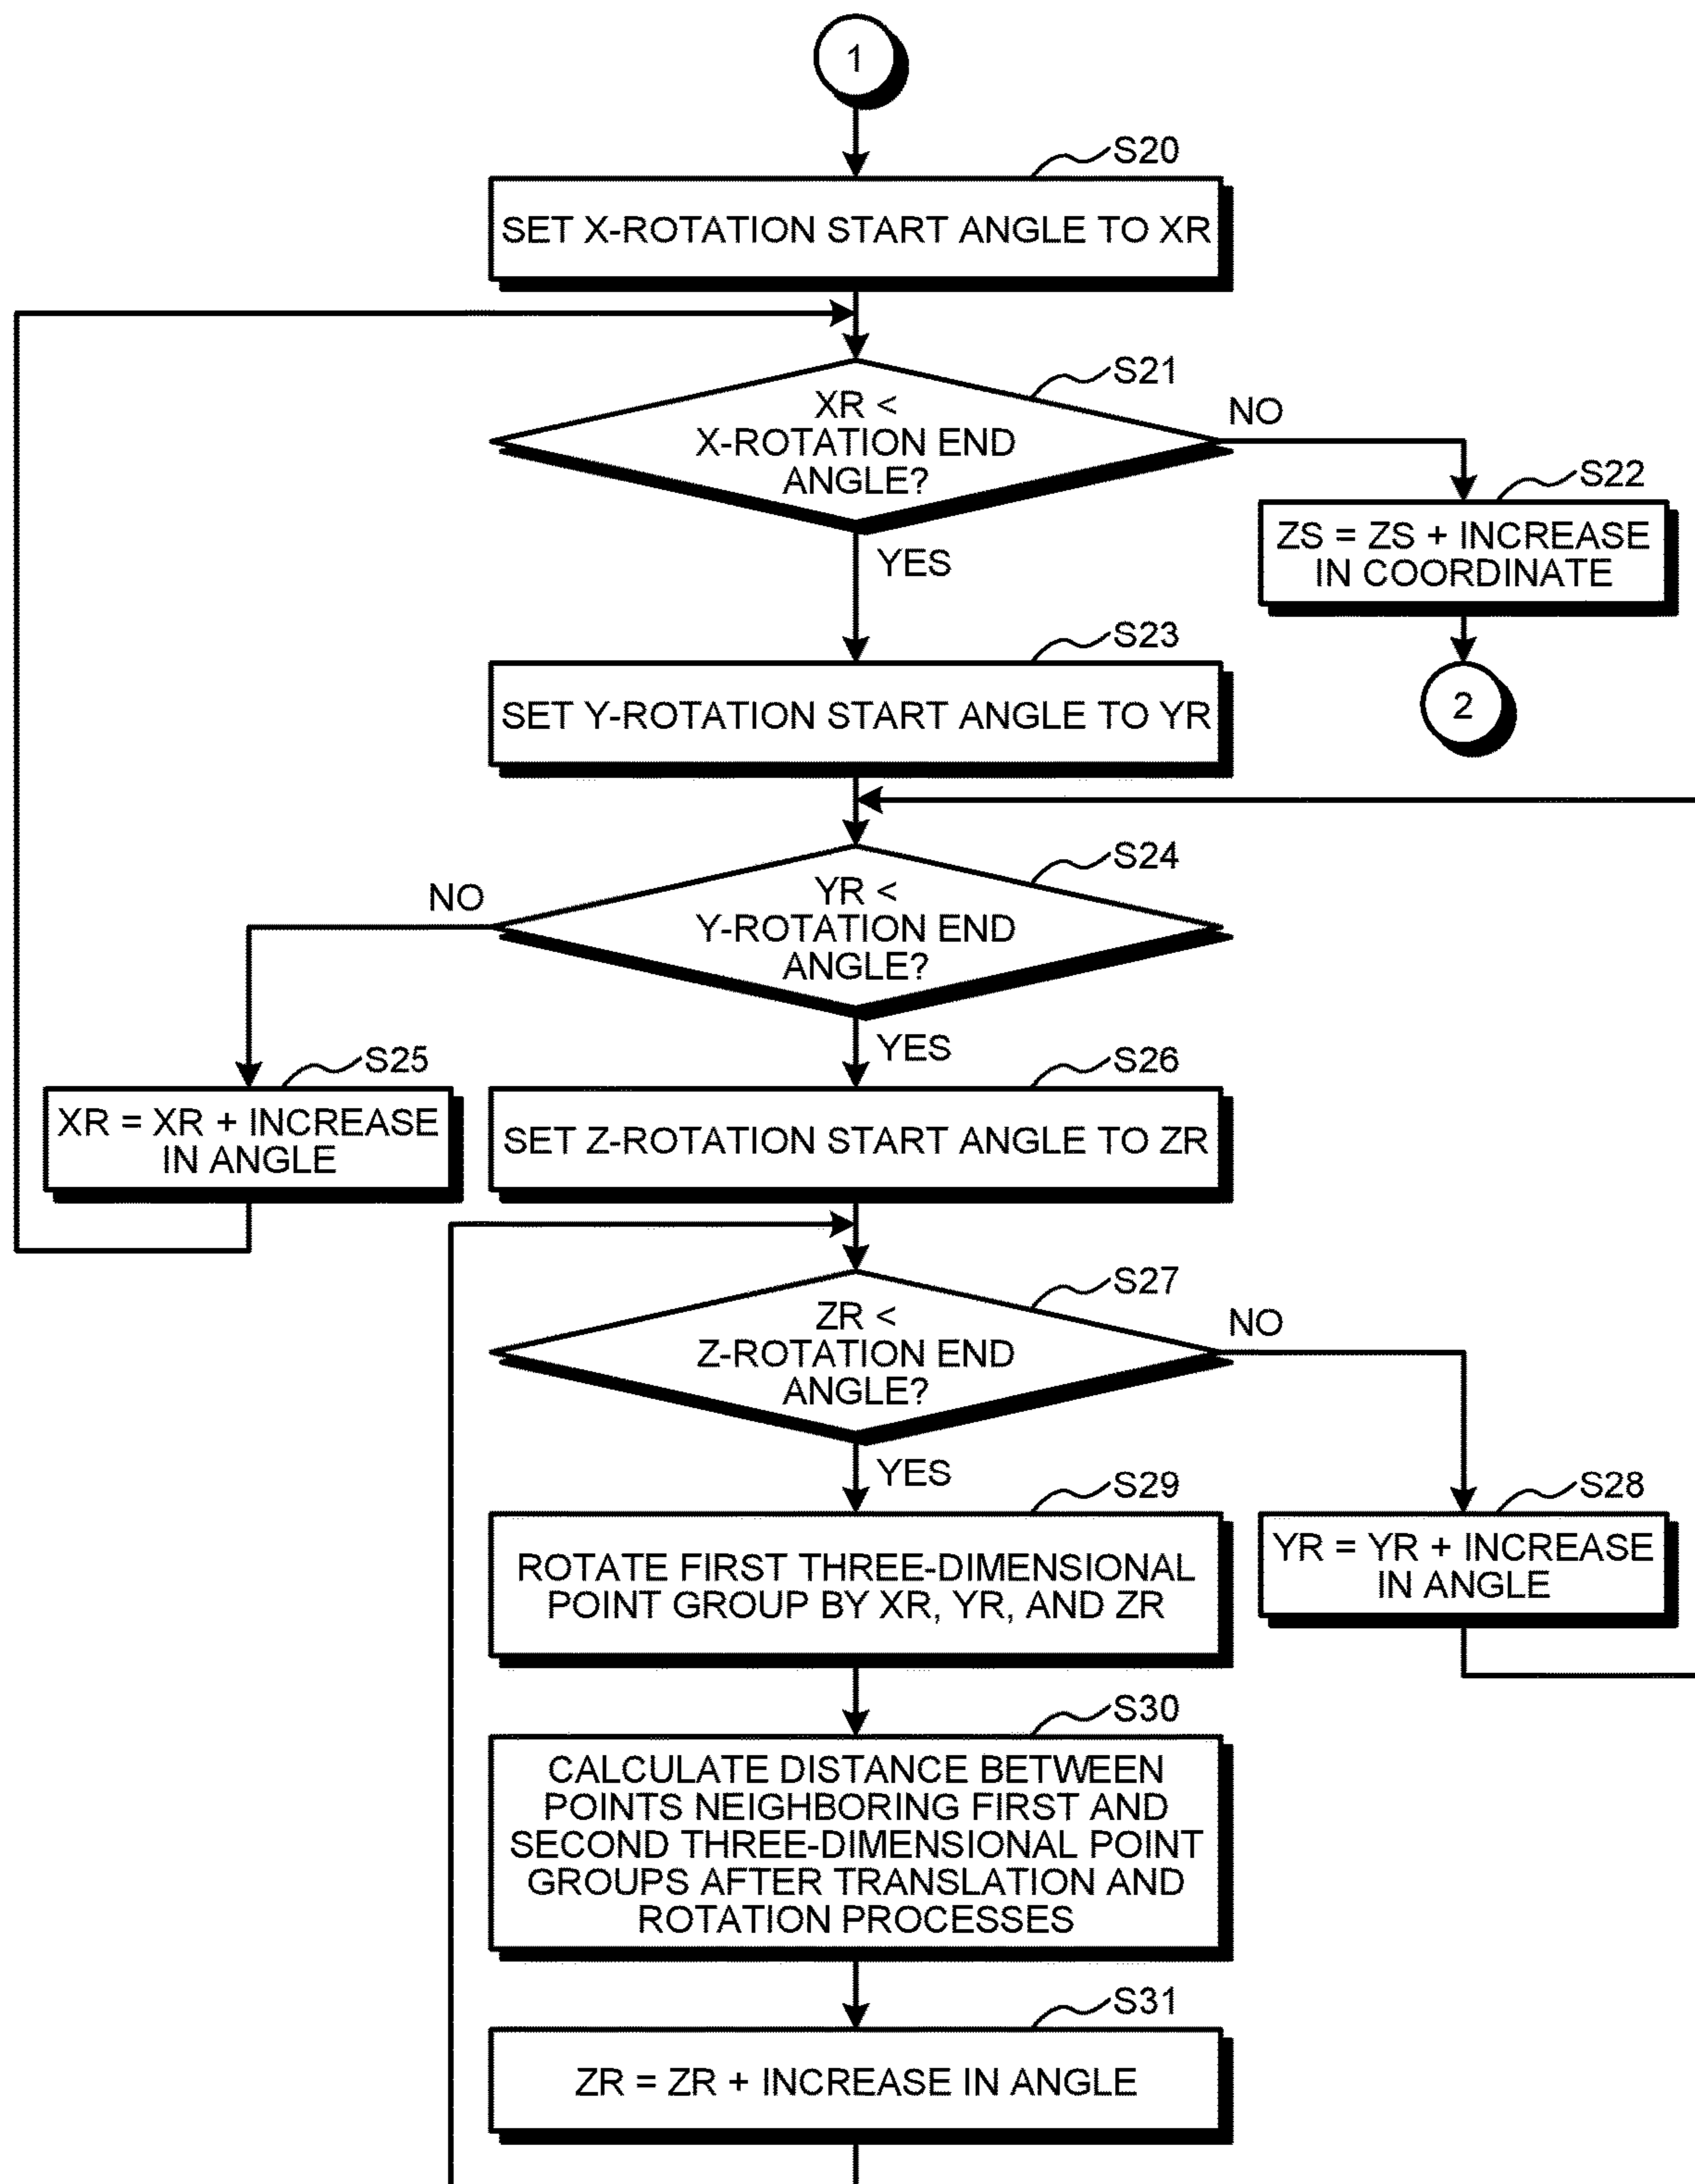 1
S20
SET X-ROTATION START ANGLE TO XR
S21
XR <
X-ROTATION END
ANGLE?
NO
S22
ZS = ZS + INCREASE
IN COORDINATE
YES
2
S23
SET Y-ROTATION START ANGLE TO YR
S24
YR <
Y-ROTATION END
ANGLE?
NO
YES
S25
XR = XR + INCREASE
IN ANGLE
S26
SET Z-ROTATION START ANGLE TO ZR
S27
ZR <
Z-ROTATION END
ANGLE?
NO
YES
S28
YR = YR + INCREASE
IN ANGLE
S29
ROTATE FIRST THREE-DIMENSIONAL
POINT GROUP BY XR, YR, AND ZR
S30
CALCULATE DISTANCE BETWEEN
POINTS NEIGHBORING FIRST AND
SECOND THREE-DIMENSIONAL POINT
GROUPS AFTER TRANSLATION AND
ROTATION PROCESSES
S31
ZR = ZR + INCREASE IN ANGLE